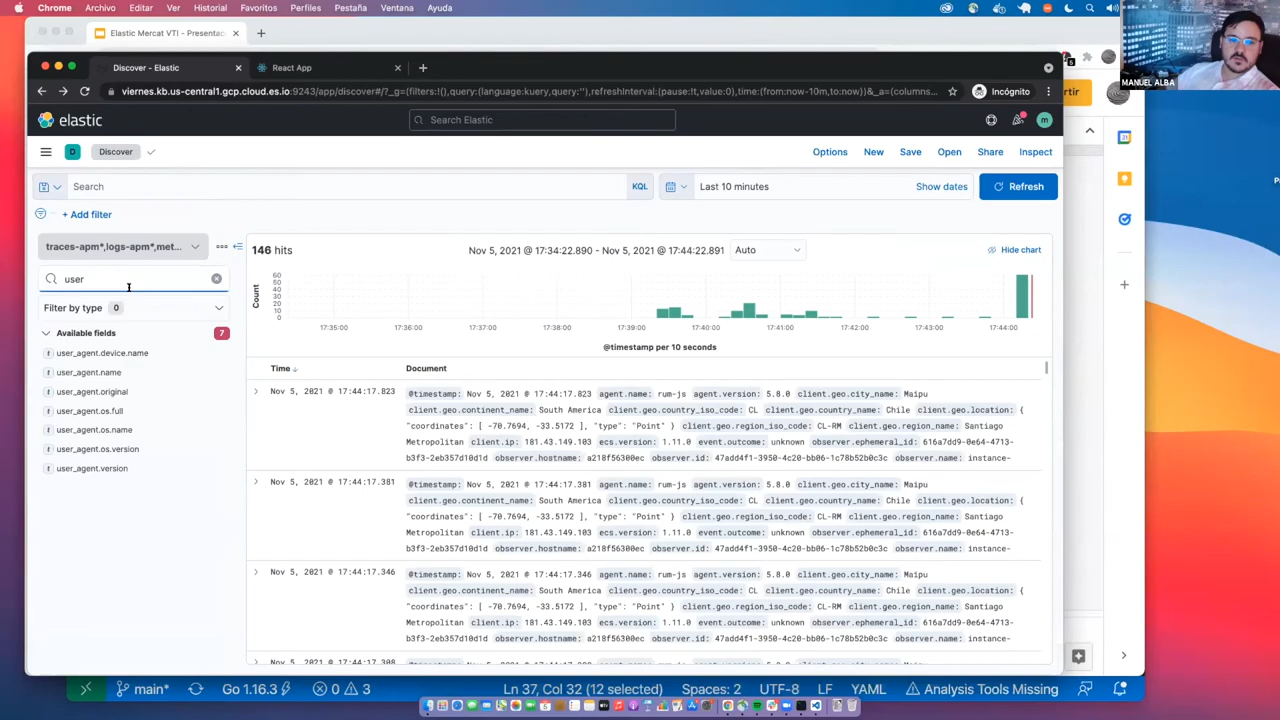 Chrome Archivo Editar Ver Historial Favoritos Perfiles Pestaña Ventana Ayuda
Elastic Mercat VTI - Presentac
MANUEL ALBA
Discover - Elastic
React App
viernes.kb.us-central1.gcp.cloud.es.io:9243/app/discover#/?_g=(filters:!(),query:(language:kuery,query:''),refreshInterval:(pause:!t,value:0),time:(from:now-10m,to:now))&_a=(columns...
Incógnito
rtir
elastic
Search Elastic
m
D
Discover
Options New Save Open Share Inspect
Search
KQL
Last 10 minutes
Show dates
Refresh
+ Add filter
traces-apm*,logs-apm*,met...
146 hits
Nov 5, 2021 @ 17:34:22.890 - Nov 5, 2021 @ 17:44:22.891
Auto
Hide chart
user
Filter by type 0
Available fields 7
user_agent.device.name
user_agent.name
user_agent.original
user_agent.os.full
user_agent.os.name
user_agent.os.version
user_agent.version
Count
60
50
40
30
20
10
0
17:35:00 17:36:00 17:37:00 17:38:00 17:39:00 17:40:00 17:41:00 17:42:00 17:43:00 17:44:00
@timestamp per 10 seconds
Time Document
Nov 5, 2021 @ 17:44:17.823
@timestamp: Nov 5, 2021 @ 17:44:17.823 agent.name: rum-js agent.version: 5.8.0 client.geo.city_name: Maipu
client.geo.continent_name: South America client.geo.country_iso_code: CL client.geo.country_name: Chile client.geo.location: {
"coordinates": [ -70.7694, -33.5172 ], "type": "Point" } client.geo.region_iso_code: CL-RM client.geo.region_name: Santiago
Metropolitan client.ip: 181.43.149.103 ecs.version: 1.11.0 event.outcome: unknown observer.ephemeral_id: 616a7dd9-0e64-4713-
b3f3-2eb357d10d1d observer.hostname: a218f56300ec observer.id: 47add4f1-3950-4c20-bb06-1c78b52b0c3c observer.name: instance-
Nov 5, 2021 @ 17:44:17.381
@timestamp: Nov 5, 2021 @ 17:44:17.381 agent.name: rum-js agent.version: 5.8.0 client.geo.city_name: Maipu
client.geo.continent_name: South America client.geo.country_iso_code: CL client.geo.country_name: Chile client.geo.location: {
"coordinates": [ -70.7694, -33.5172 ], "type": "Point" } client.geo.region_iso_code: CL-RM client.geo.region_name: Santiago
Metropolitan client.ip: 181.43.149.103 ecs.version: 1.11.0 event.outcome: unknown observer.ephemeral_id: 616a7dd9-0e64-4713-
b3f3-2eb357d10d1d observer.hostname: a218f56300ec observer.id: 47add4f1-3950-4c20-bb06-1c78b52b0c3c observer.name: instance-
Nov 5, 2021 @ 17:44:17.346
@timestamp: Nov 5, 2021 @ 17:44:17.346 agent.name: rum-js agent.version: 5.8.0 client.geo.city_name: Maipu
client.geo.continent_name: South America client.geo.country_iso_code: CL client.geo.country_name: Chile client.geo.location: {
"coordinates": [ -70.7694, -33.5172 ], "type": "Point" } client.geo.region_iso_code: CL-RM client.geo.region_name: Santiago
Metropolitan client.ip: 181.43.149.103 ecs.version: 1.11.0 event.outcome: unknown observer.ephemeral_id: 616a7dd9-0e64-4713-
b3f3-2eb357d10d1d observer.hostname: a218f56300ec observer.id: 47add4f1-3950-4c20-bb06-1c78b52b0c3c observer.name: instance-
main* Go 1.16.3 0 3 Ln 37, Col 32 (12 selected) Spaces: 2 UTF-8 LF YAML Analysis Tools Missing